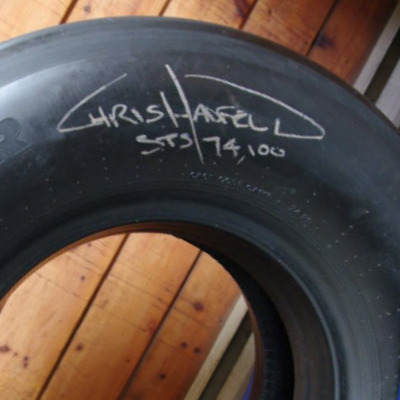 CHRIS HADFIELD
STS 74, 100